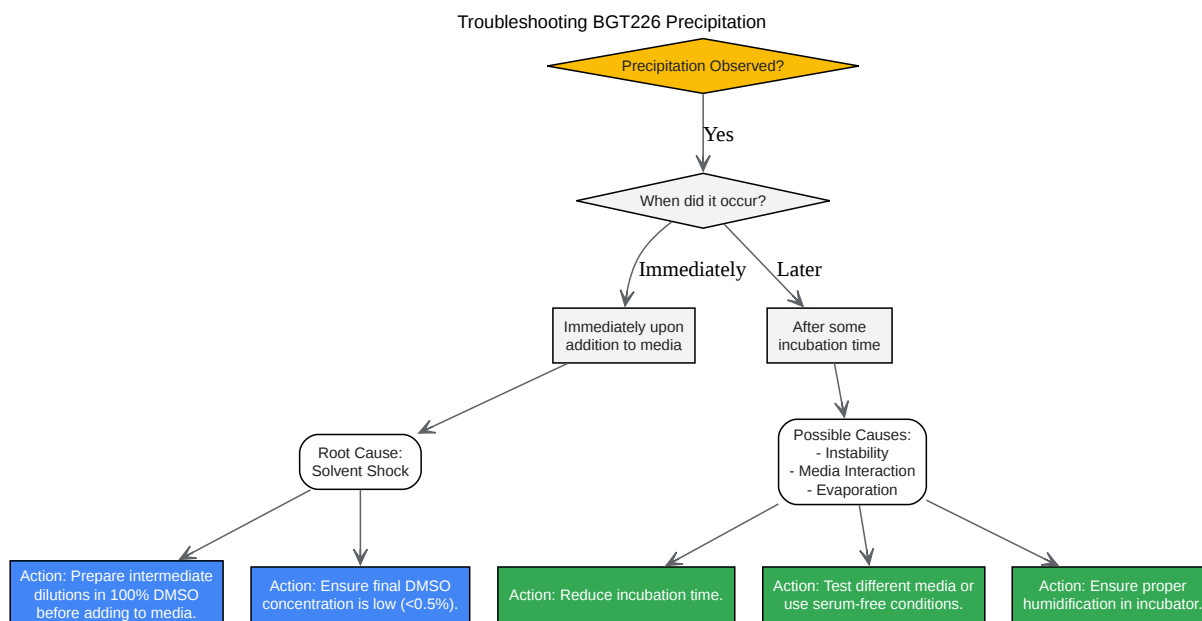 Troubleshooting BGT226 Precipitation
Precipitation Observed?
Yes
When did it occur?
Immediately
Later
Immediately upon
addition to media
After some
incubation time
Root Cause:
Solvent Shock
Possible Causes:
- Instability
- Media Interaction
- Evaporation
Action: Prepare intermediate
dilutions in 100% DMSO
before adding to media.
Action: Ensure final DMSO
concentration is low (<0.5%).
Action: Reduce incubation time.
Action: Test different media or
use serum-free conditions.
Action: Ensure proper
humidification in incubator.